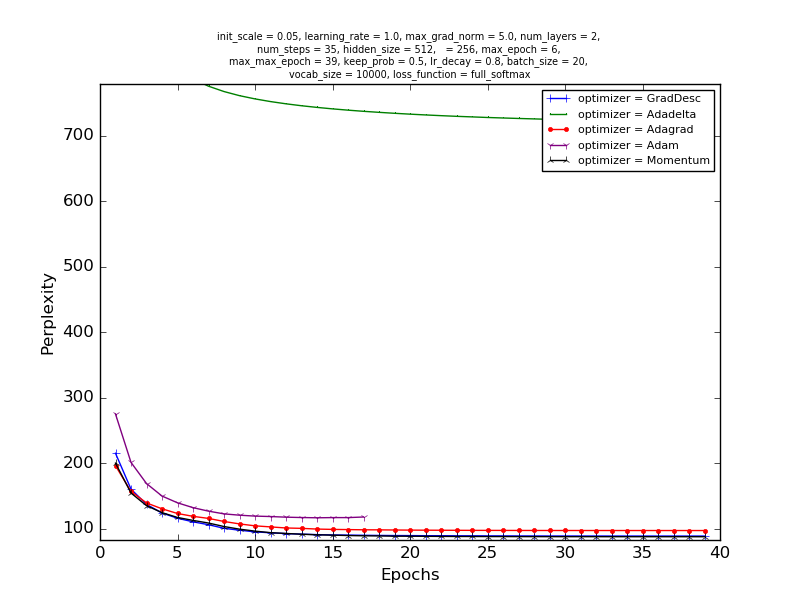 init_scale = 0.05, learning_rate = 1.0, max_grad_norm = 5.0, num_layers = 2,
num_steps = 35, hidden_size = 512,   = 256, max_epoch = 6,
max_max_epoch = 39, keep_prob = 0.5, lr_decay = 0.8, batch_size = 20,
vocab_size = 10000, loss_function = full_softmax
optimizer = GradDesc
optimizer = Adadelta
optimizer = Adagrad
optimizer = Adam
optimizer = Momentum
700
600
500
400
300
200
100
Perplexity
0 5 10 15 20 25 30 35 40
Epochs